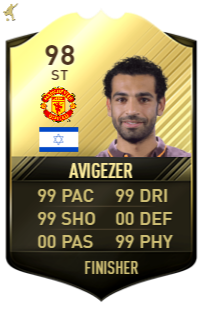 98
ST
AVIGEZER
99 PAC 99 DRI
99 SHO 00 DEF
00 PAS 99 PHY
FINISHER